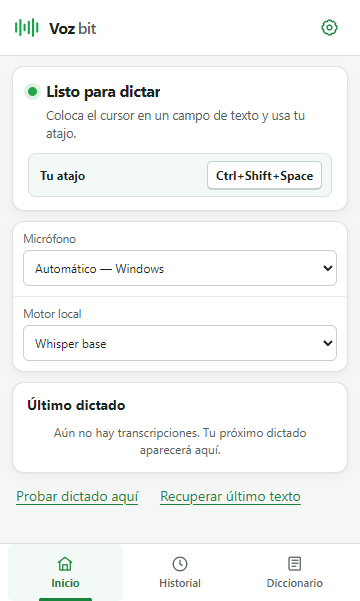 Voz bit
Listo para dictar
Coloca el cursor en un campo de texto y usa tu
atajo.
Tu atajo
Ctrl+Shift+Space
Micrófono
Automático — Windows
Motor local
Whisper base
Último dictado
Aún no hay transcripciones. Tu próximo dictado
aparecerá aquí.
Probar dictado aquí
Recuperar último texto
Inicio
Historial
Diccionario